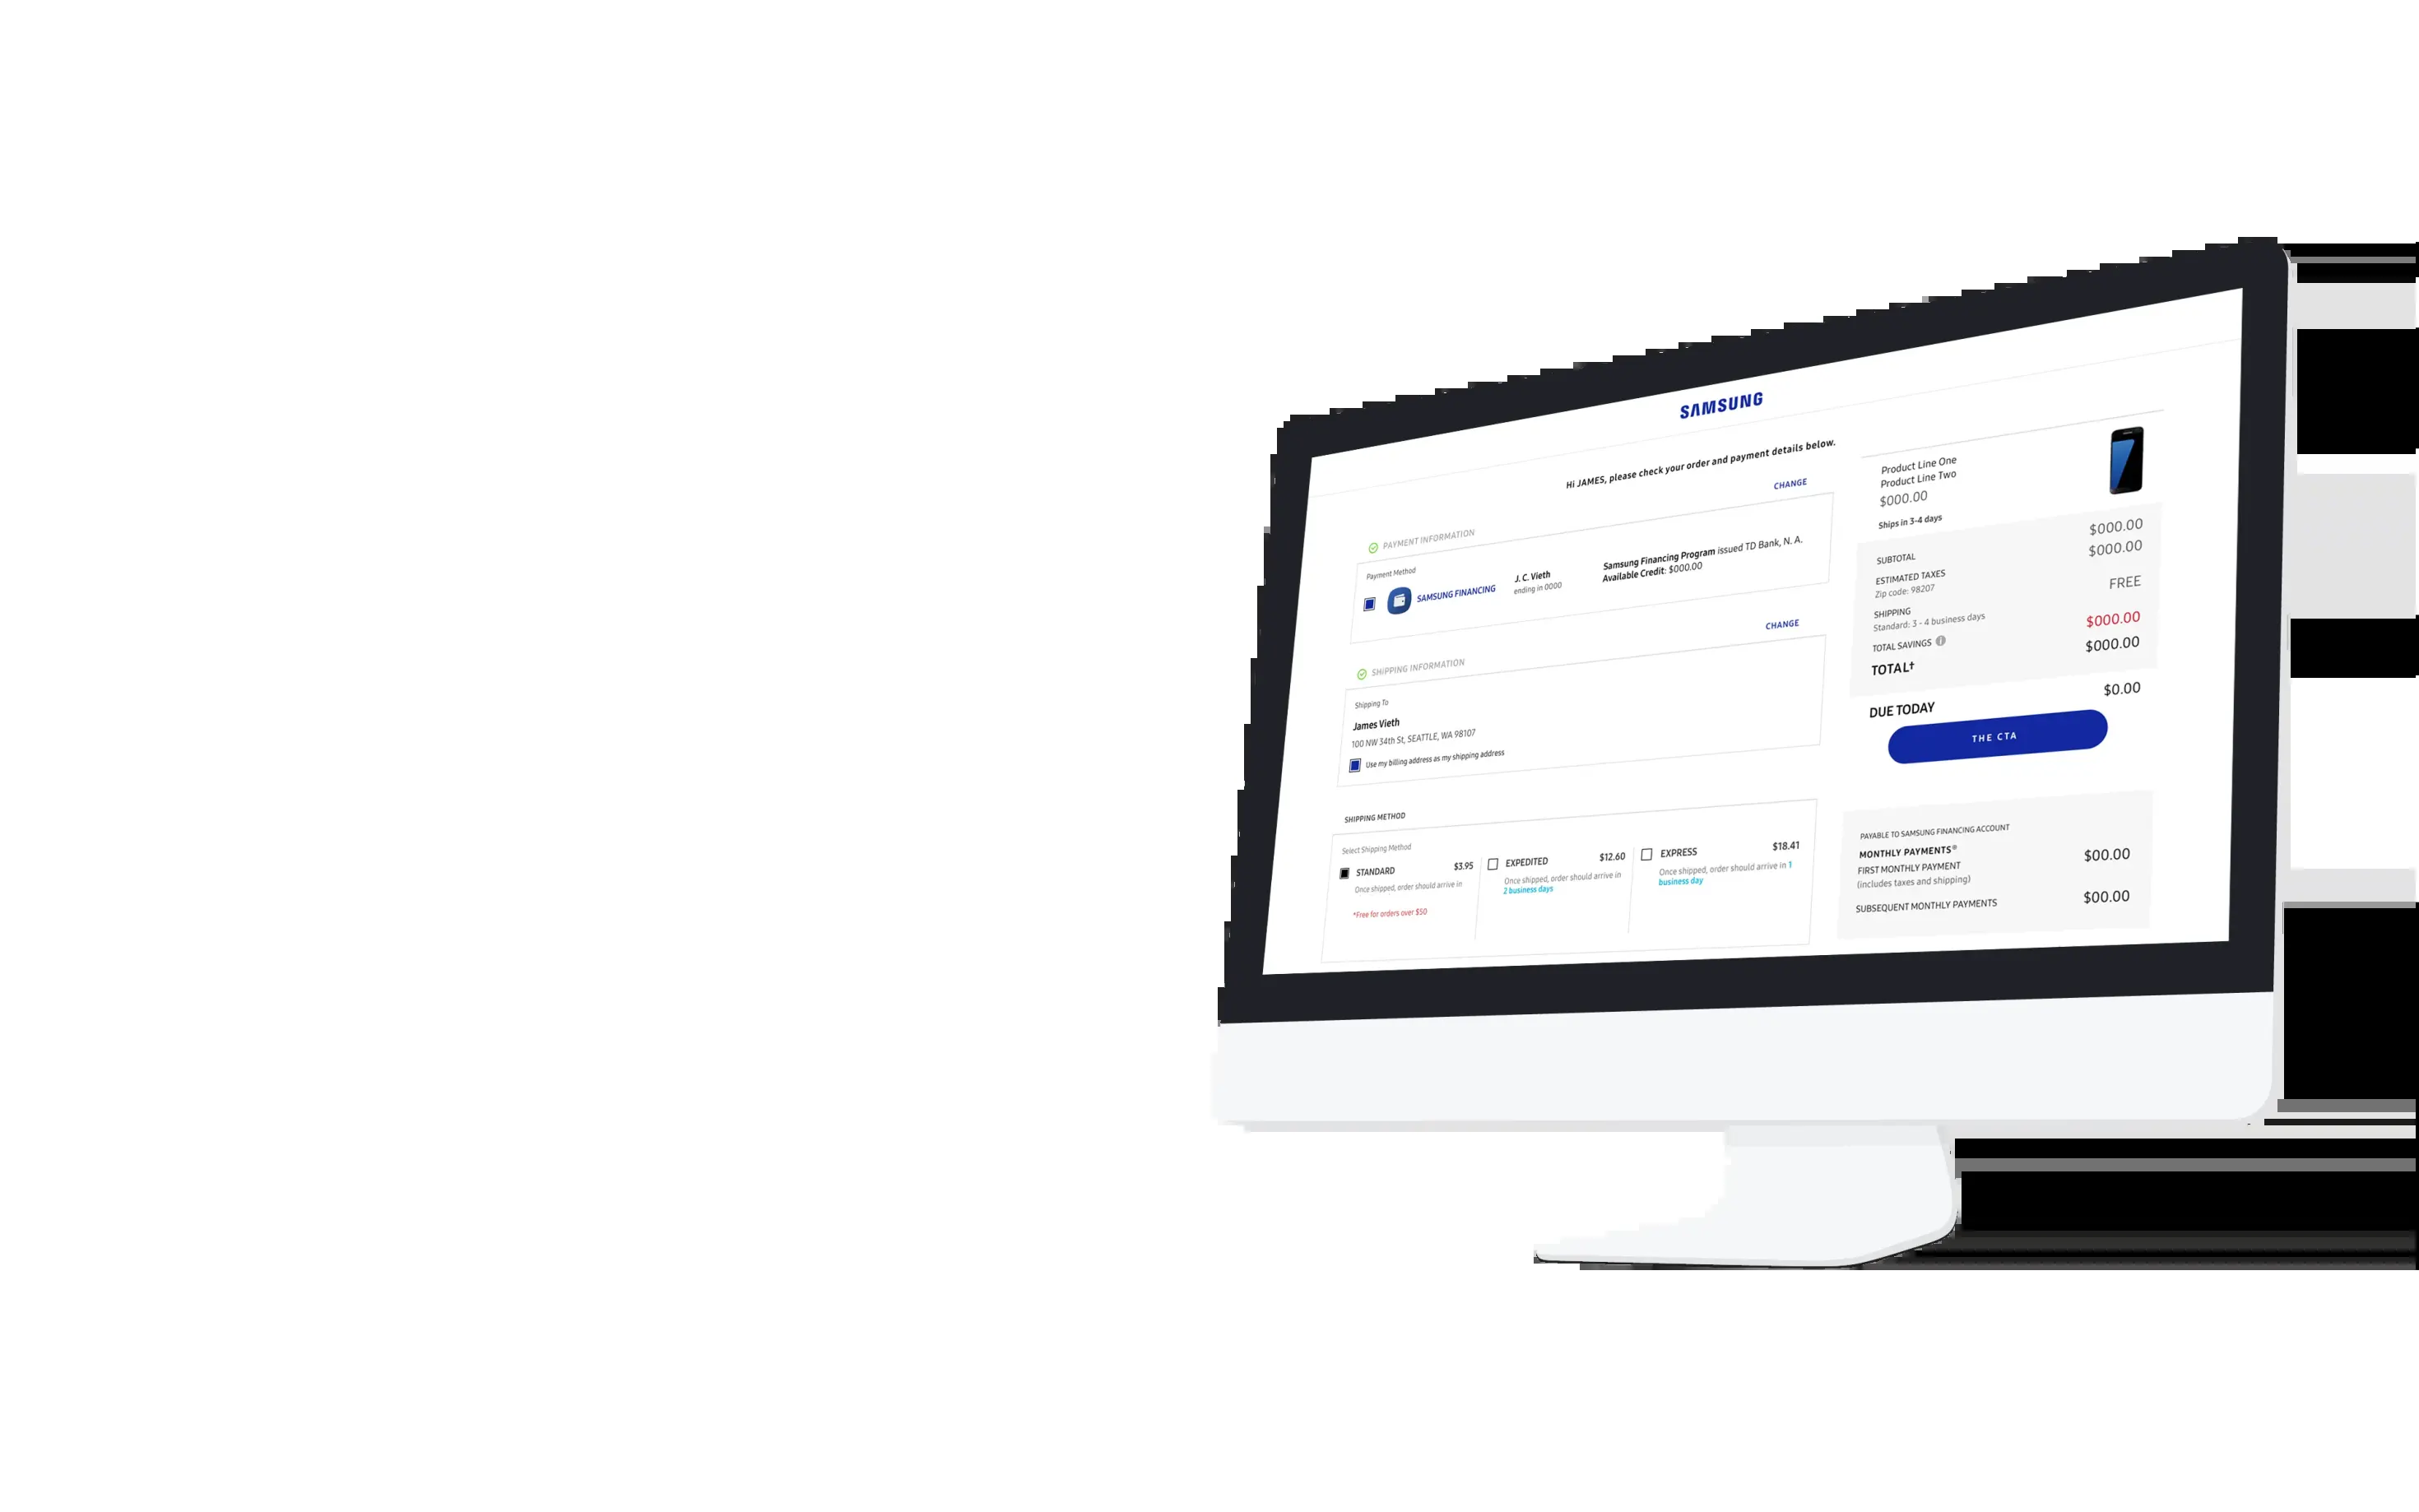 SAMSUNG
Hi JAMES, please check your order and payment details below.
CHANGE
PAYMENT INFORMATION
Payment Method
SAMSUNG FINANCING
J. C. Vieth
ending in 0000
Samsung Financing Program issued TD Bank, N. A.
Available Credit: $000.00
CHANGE
SHIPPING INFORMATION
Shipping To
James Vieth
100 NW 34th St, SEATTLE, WA 98107
Use my billing address as my shipping address
SHIPPING METHOD
Select Shipping Method
STANDARD $3.95
Once shipped, order should arrive in
*Free for orders over $50
EXPEDITED $12.60
Once shipped, order should arrive in
2 business days
EXPRESS $18.41
Once shipped, order should arrive in 1
business day
Product Line One
Product Line Two
$000.00
Ships in 3-4 days
SUBTOTAL $000.00
ESTIMATED TAXES $000.00
Zip code: 98207
SHIPPING FREE
Standard: 3 - 4 business days
TOTAL SAVINGS $000.00
TOTAL† $000.00
DUE TODAY $0.00
THE CTA
PAYABLE TO SAMSUNG FINANCING ACCOUNT
MONTHLY PAYMENTS®
FIRST MONTHLY PAYMENT $00.00
(includes taxes and shipping)
SUBSEQUENT MONTHLY PAYMENTS $00.00